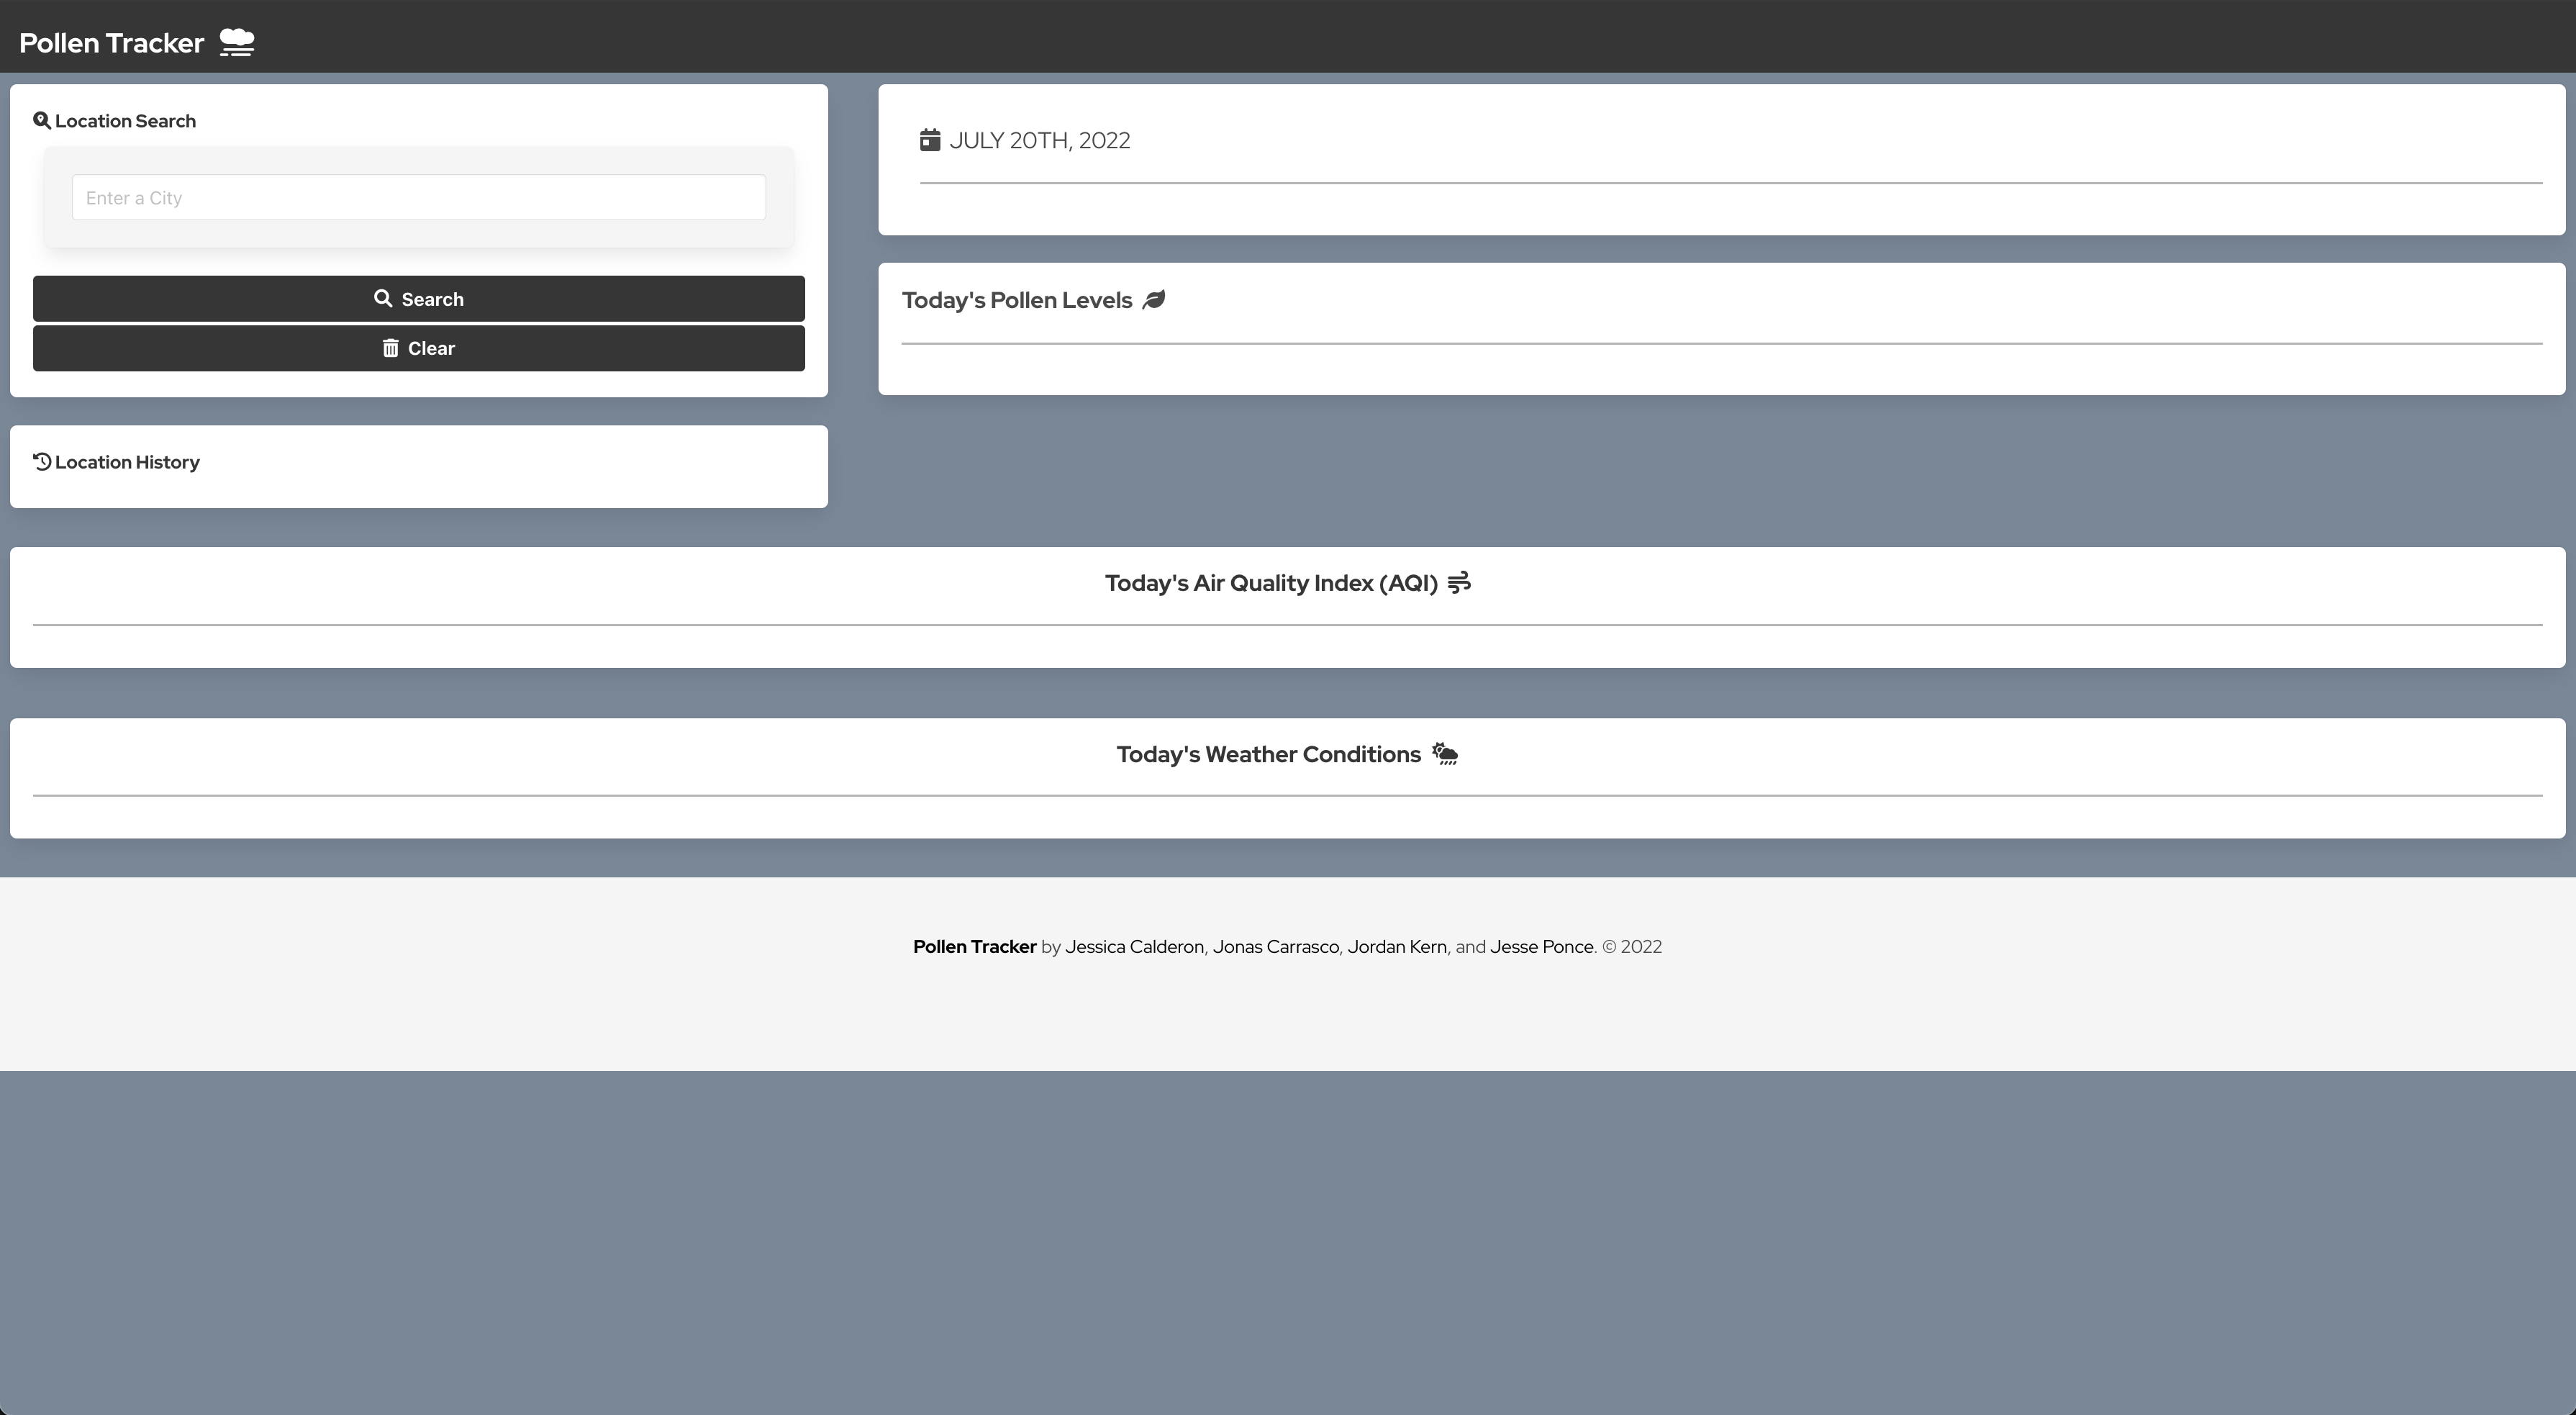 Pollen Tracker
Location Search
Enter a City
Search
Clear
Location History
JULY 20TH, 2022
Today's Pollen Levels
Today's Air Quality Index (AQI)
Today's Weather Conditions
Pollen Tracker by Jessica Calderon, Jonas Carrasco, Jordan Kern, and Jesse Ponce. © 2022